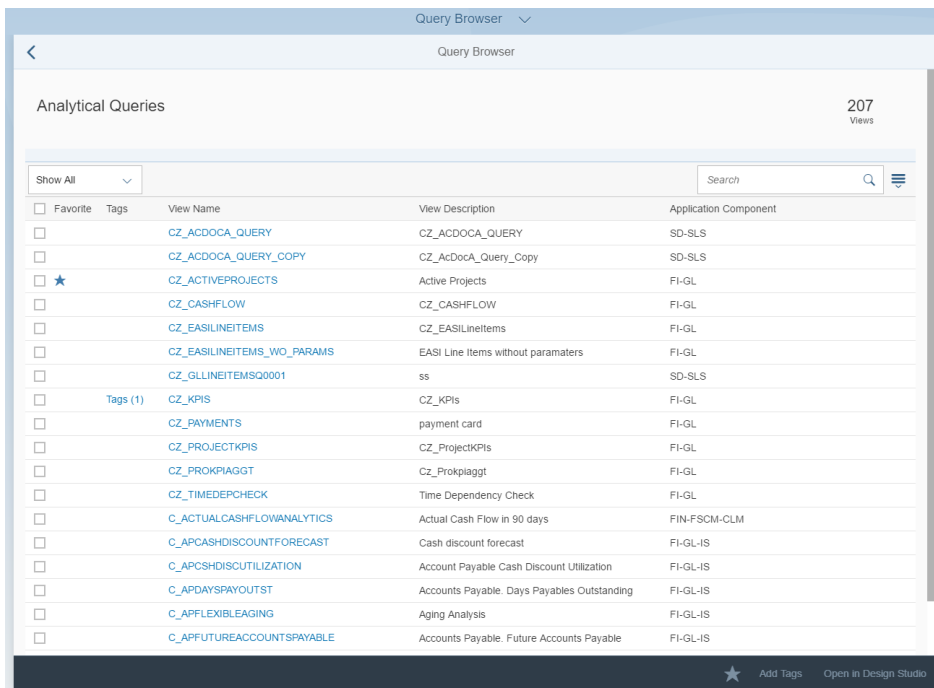 Query Browser
Query Browser
Analytical Queries
207
Views
Show All
Search
Favorite Tags View Name View Description Application Component
CZ_ACDOCA_QUERY CZ_ACDOCA_QUERY SD-SLS
CZ_ACDOCA_QUERY_COPY CZ_AcDocA_Query_Copy SD-SLS
CZ_ACTIVEPROJECTS Active Projects FI-GL
CZ_CASHFLOW CZ_CASHFLOW FI-GL
CZ_EASILINEITEMS CZ_EASILineItems FI-GL
CZ_EASILINEITEMS_WO_PARAMS EASI Line Items without paramaters FI-GL
CZ_GLLINEITEMSQ0001 ss SD-SLS
Tags (1) CZ_KPIS CZ_KPIs FI-GL
CZ_PAYMENTS payment card FI-GL
CZ_PROJECTKPIS CZ_ProjectKPIs FI-GL
CZ_PROKPIAGGT Cz_Prokpiaggt FI-GL
CZ_TIMEDEPCHECK Time Dependency Check FI-GL
C_ACTUALCASHFLOWANALYTICS Actual Cash Flow in 90 days FIN-FSCM-CLM
C_APCASHDISCOUNTFORECAST Cash discount forecast FI-GL-IS
C_APCSHDISCUTILIZATION Account Payable Cash Discount Utilization FI-GL-IS
C_APDAYSPAYOUTST Accounts Payable. Days Payables Outstanding FI-GL-IS
C_APFLEXIBLEAGING Aging Analysis FI-GL-IS
C_APFUTUREACCOUNTSPAYABLE Accounts Payable. Future Accounts Payable FI-GL-IS
Add Tags Open in Design Studio